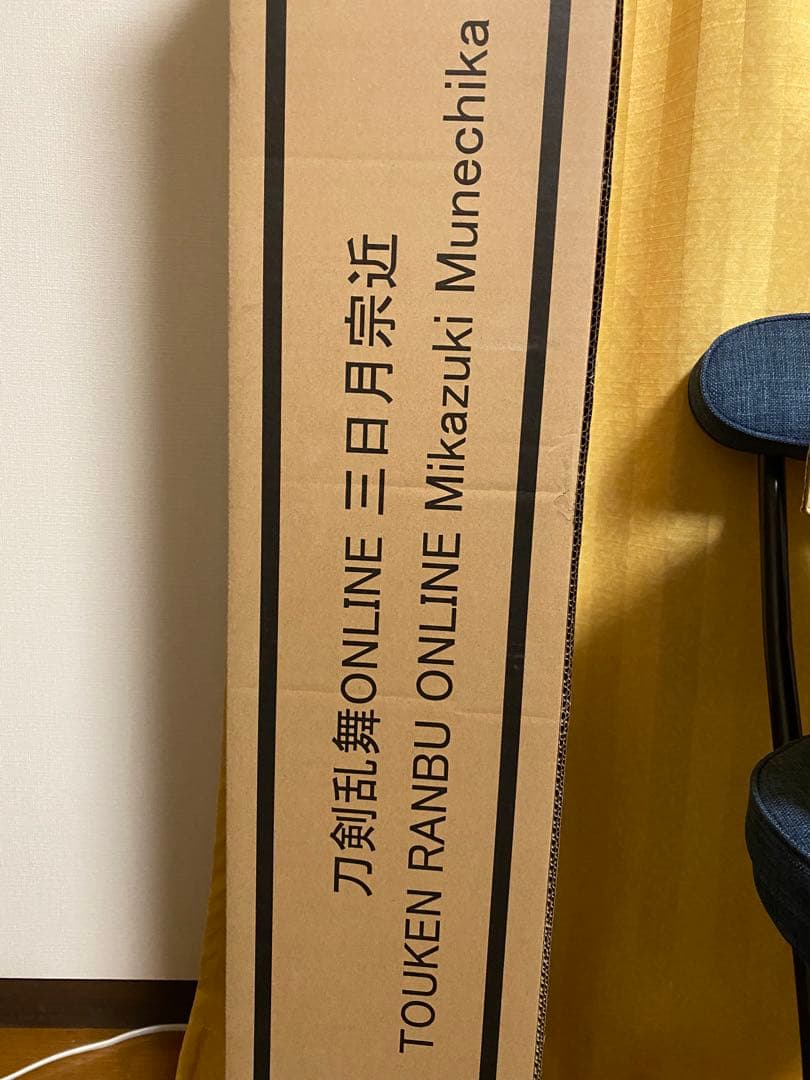 刀剣乱舞ONLINE 三日月宗近
TOUKEN RANBU ONLINE Mikazuki Munechika